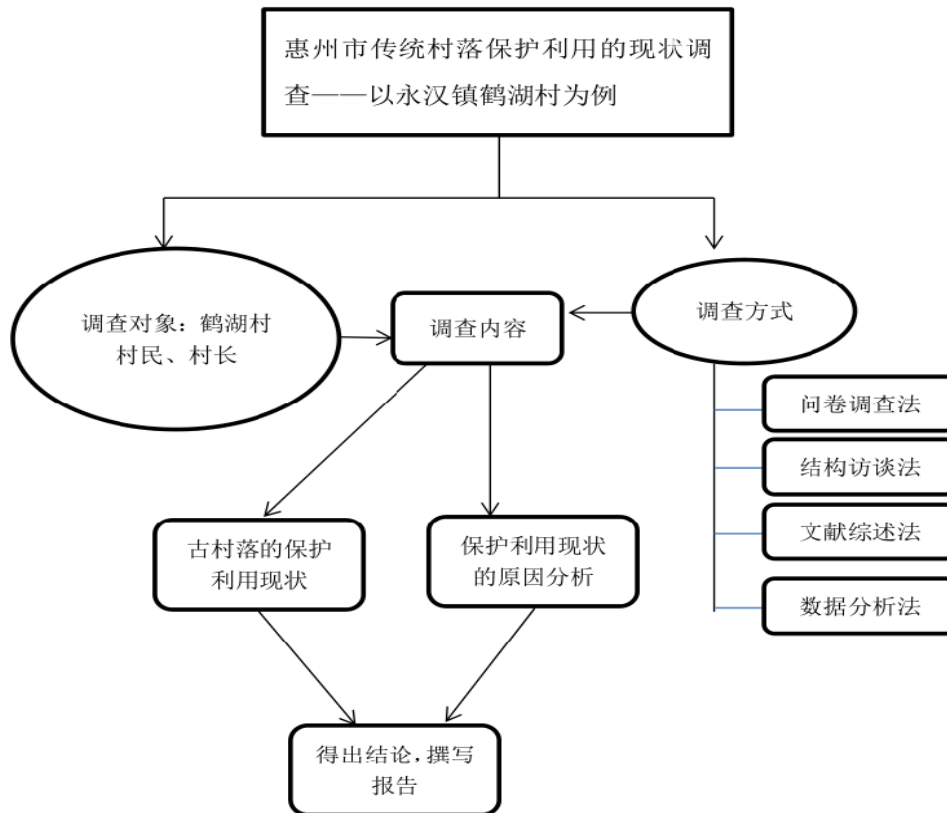 惠州市传统村落保护利用的现状调
查——以永汉镇鹤湖村为例
调查对象：鹤湖村
村民、村长
调查内容
调查方式
问卷调查法
结构访谈法
文献综述法
数据分析法
古村落的保护
利用现状
保护利用现状
的原因分析
得出结论,撰写
报告